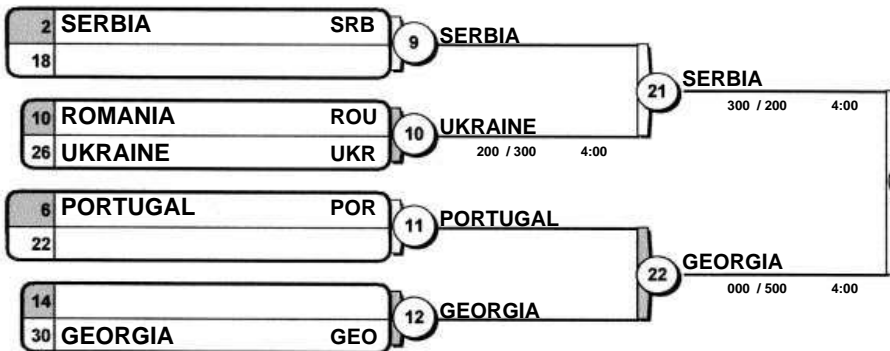 2 SERBIA SRB
18
9 SERBIA
10 ROMANIA ROU
26 UKRAINE UKR
10 UKRAINE
200 / 300 4:00
21 SERBIA
300 / 200 4:00
6 PORTUGAL POR
22
11 PORTUGAL
14
30 GEORGIA GEO
12 GEORGIA
22 GEORGIA
000 / 500 4:00